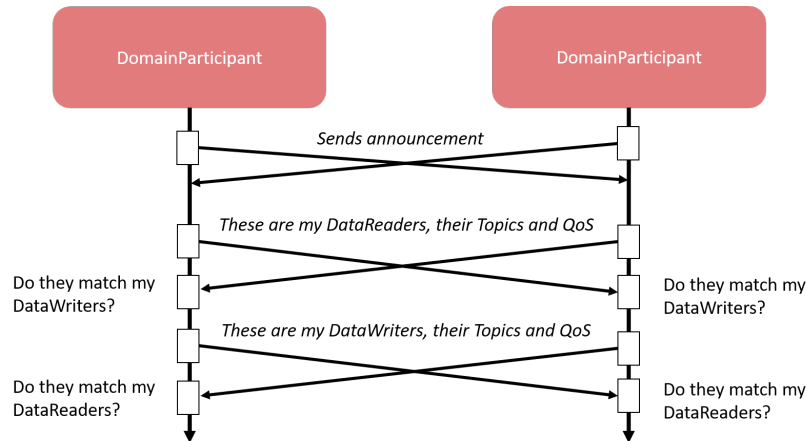 DomainParticipant
DomainParticipant
Sends announcement
These are my DataReaders, their Topics and QoS
Do they match my
DataWriters?
Do they match my
DataWriters?
These are my DataWriters, their Topics and QoS
Do they match my
DataReaders?
Do they match my
DataReaders?